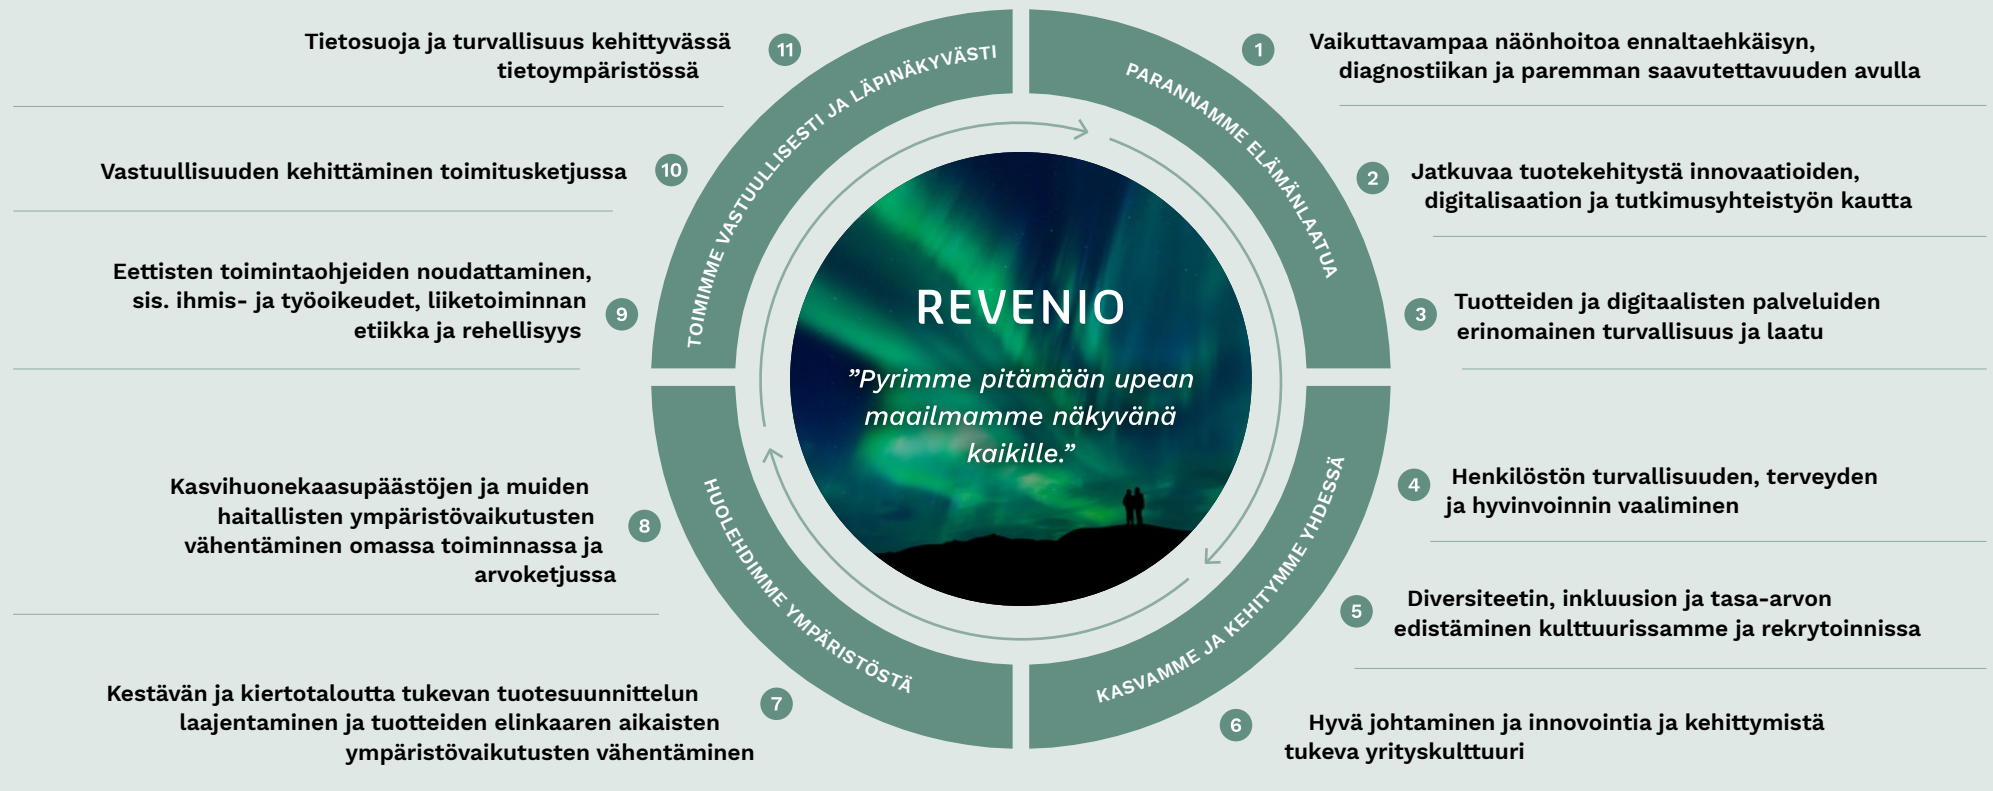 REVENIO
”Pyrimme pitämään upean
maailmamme näkyvänä
kaikille.”
PARANNAMME ELÄMÄNLAATUA
1
Vaikuttavampaa näönhoitoa ennaltaehkäisyn,
diagnostiikan ja paremman saavutettavuuden avulla
2
Jatkuvaa tuotekehitystä innovaatioiden,
digitalisaation ja tutkimusyhteistyön kautta
3
Tuotteiden ja digitaalisten palveluiden
erinomainen turvallisuus ja laatu
KASVAMME JA KEHITYMME YHDESSÄ
4
Henkilöstön turvallisuuden, terveyden
ja hyvinvoinnin vaaliminen
5
Diversiteetin, inkluusion ja tasa-arvon
edistäminen kulttuurissamme ja rekrytoinnissa
6
Hyvä johtaminen ja innovointia ja kehittymistä
tukeva yrityskulttuuri
HUOLEHDIMME YMPÄRISTÖSTÄ
7
Kestävän ja kiertotaloutta tukevan tuotesuunnittelun
laajentaminen ja tuotteiden elinkaaren aikaisten
ympäristövaikutusten vähentäminen
8
Kasvihuonekaasupäästöjen ja muiden
haitallisten ympäristövaikutusten
vähentäminen omassa toiminnassa ja
arvoketjussa
TOIMIMME VASTUULLISESTI JA LÄPINÄKYVÄSTI
9
Eettisten toimintaohjeiden noudattaminen,
sis. ihmis- ja työoikeudet, liiketoiminnan
etiikka ja rehellisyys
10
Vastuullisuuden kehittäminen toimitusketjussa
11
Tietosuoja ja turvallisuus kehittyvässä
tietoympäristössä